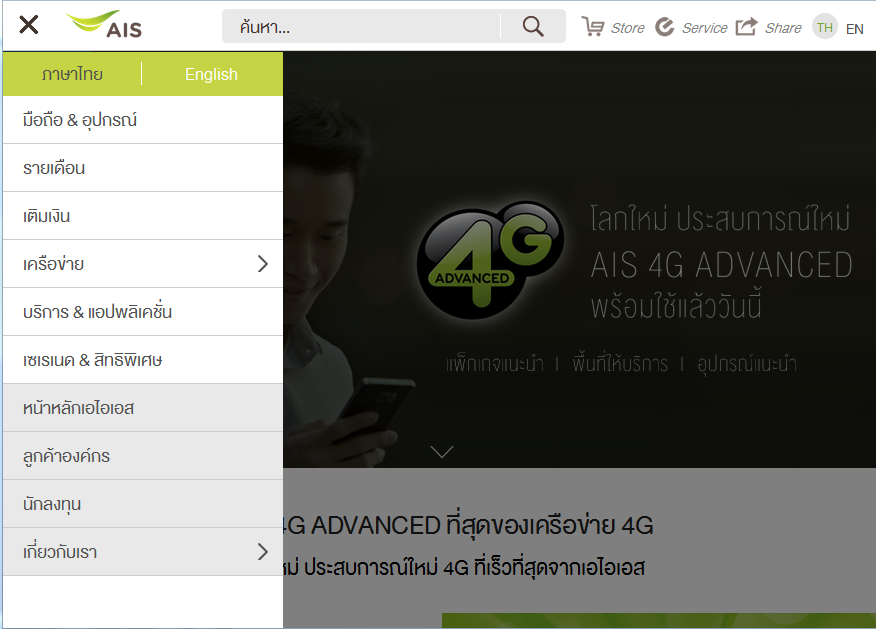 AIS
ค้นหา...
Store
Service
Share
TH
EN
ภาษาไทย
English
มือถือ & อุปกรณ์
รายเดือน
เติมเงิน
เครือข่าย
บริการ & แอปพลิเคชั่น
เซเรเนด & สิทธิพิเศษ
หน้าหลักเอไอเอส
ลูกค้าองค์กร
นักลงทุน
เกี่ยวกับเรา
4G
ADVANCED
โลกใหม่ ประสบการณ์ใหม่
AIS 4G ADVANCED
พร้อมใช้แล้ววันนี้
แพ็กเกจแนะนำ | พื้นที่ให้บริการ | อุปกรณ์แนะนำ
4G ADVANCED ที่สุดของเครือข่าย 4G
ประสบการณ์ใหม่ 4G ที่เร็วที่สุดจากเอไอเอส